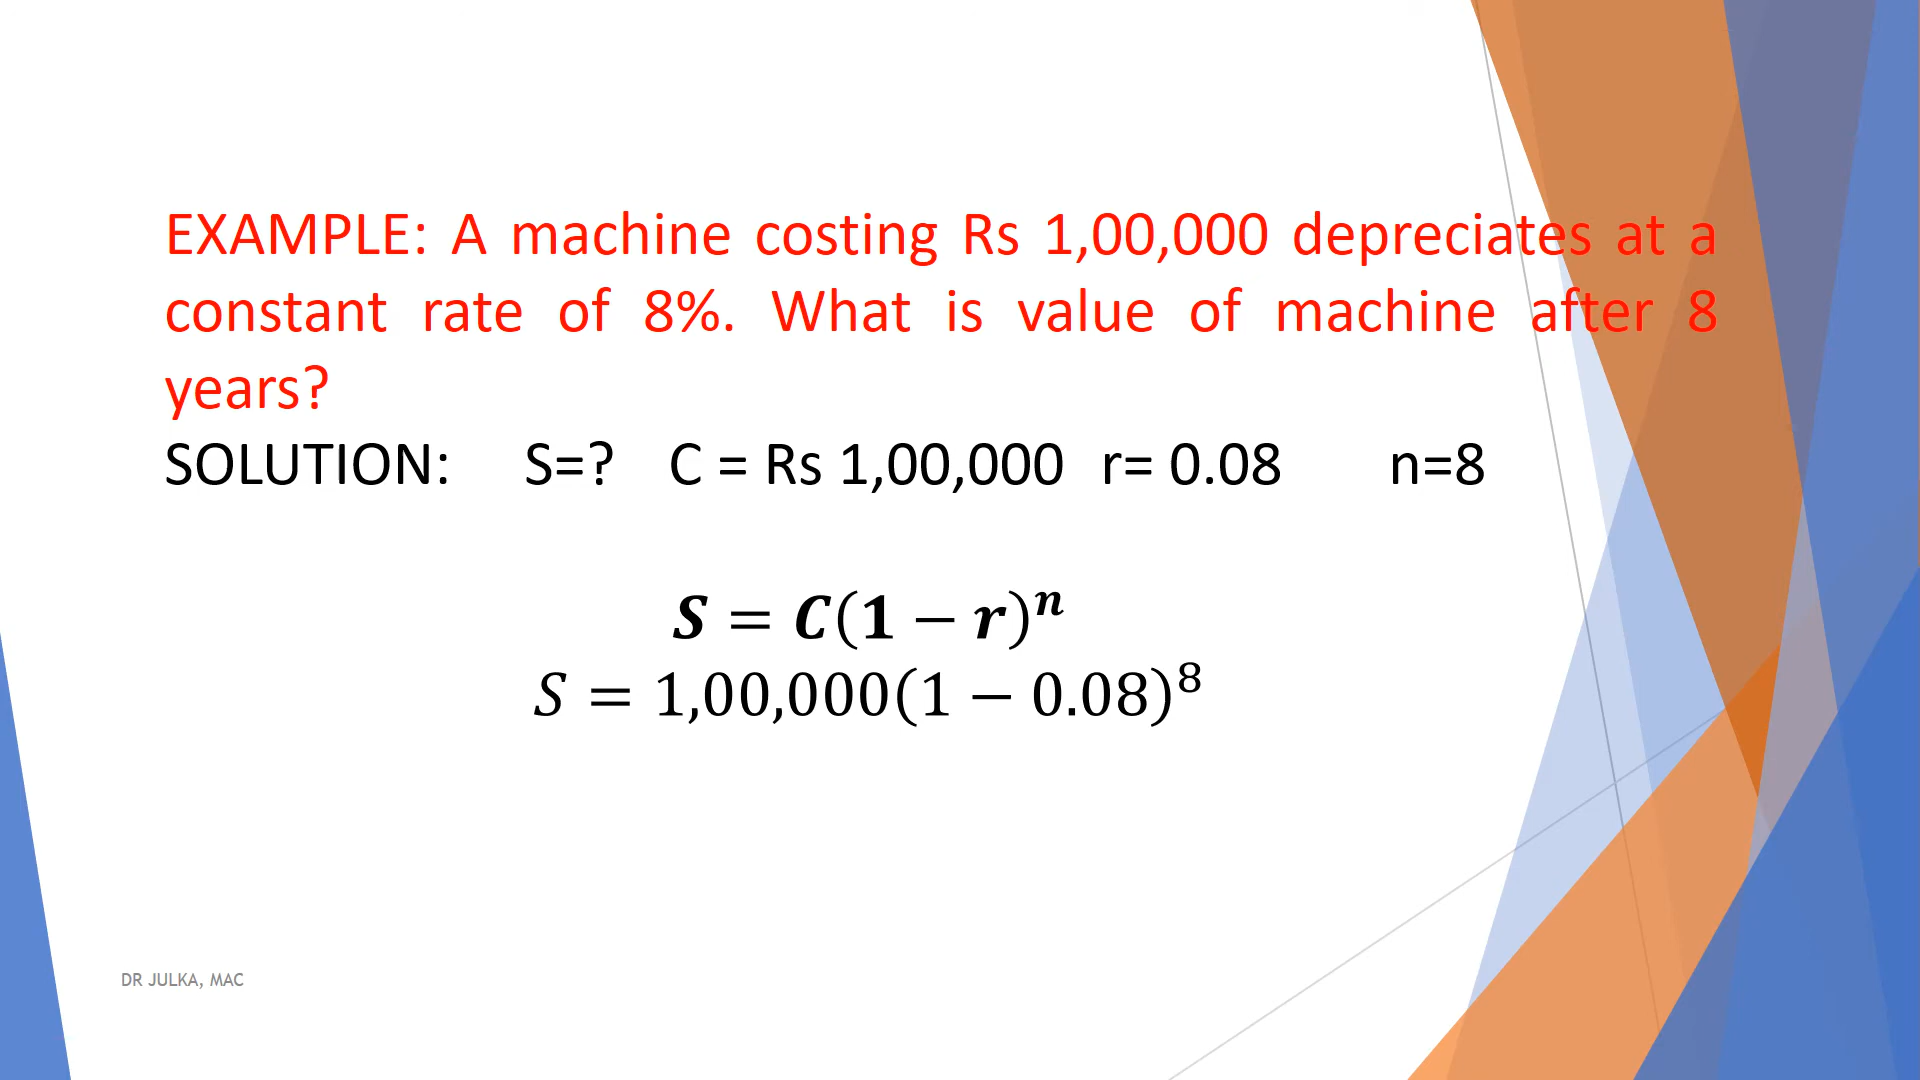 EXAMPLE: A machine costing Rs 1,00,000 depreciates at a
constant rate of 8%. What is value of machine after 8
years?
SOLUTION: S=? C = Rs 1,00,000 r= 0.08 n=8
𝑺 = 𝑪(𝟏 − 𝒓)ⁿ
𝑆 = 1,00,000(1 − 0.08)⁸
DR JULKA, MAC